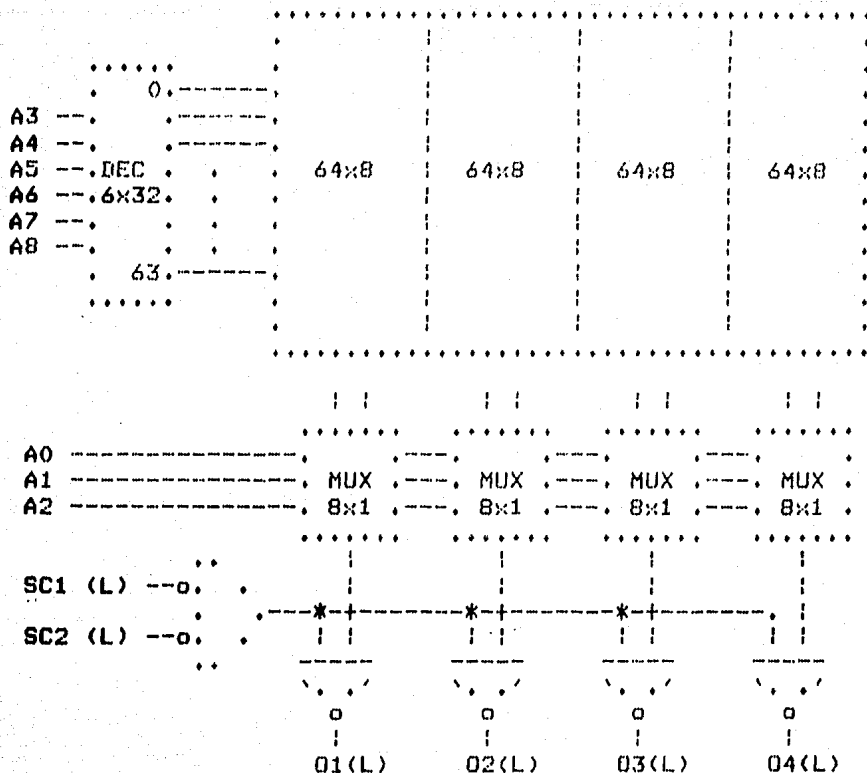 0
A3
A4
A5 DEC 64x8 64x8 64x8 64x8
A6 6x32
A7
A8
63
A0
A1 MUX MUX MUX MUX
A2 8x1 8x1 8x1 8x1
SC1 (L)
SC2 (L)
O1(L) O2(L) O3(L) O4(L)